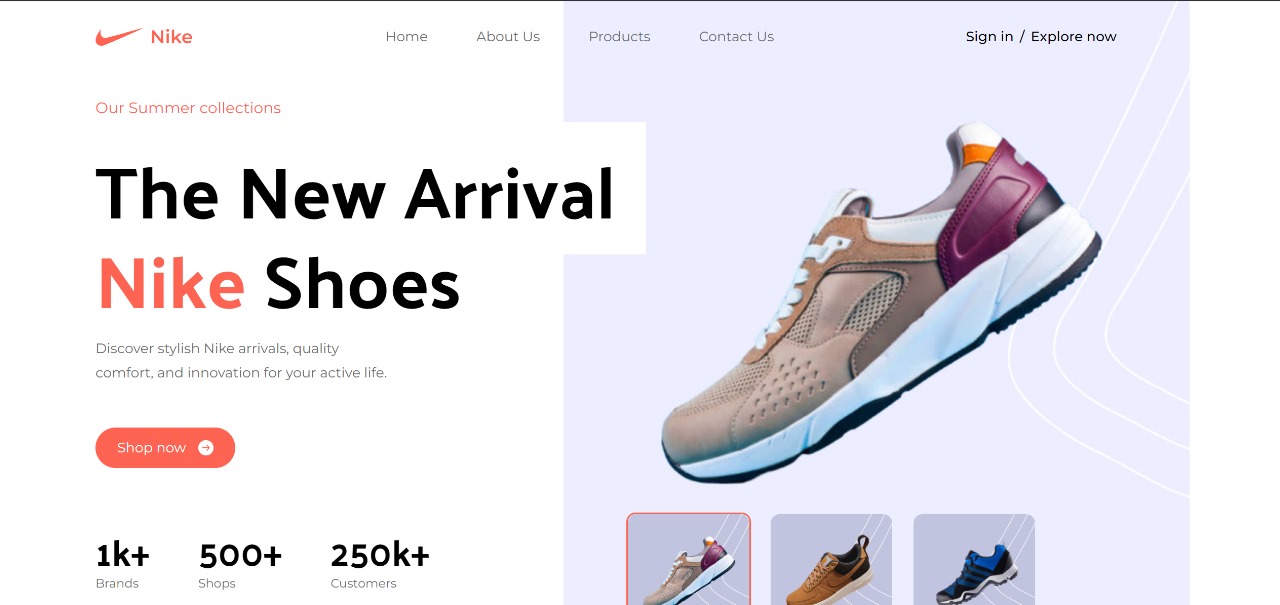 Nike
Home About Us Products Contact Us
Sign in / Explore now
Our Summer collections
The New Arrival
Nike Shoes
Discover stylish Nike arrivals, quality
comfort, and innovation for your active life.
Shop now
1k+ 500+ 250k+
Brands Shops Customers